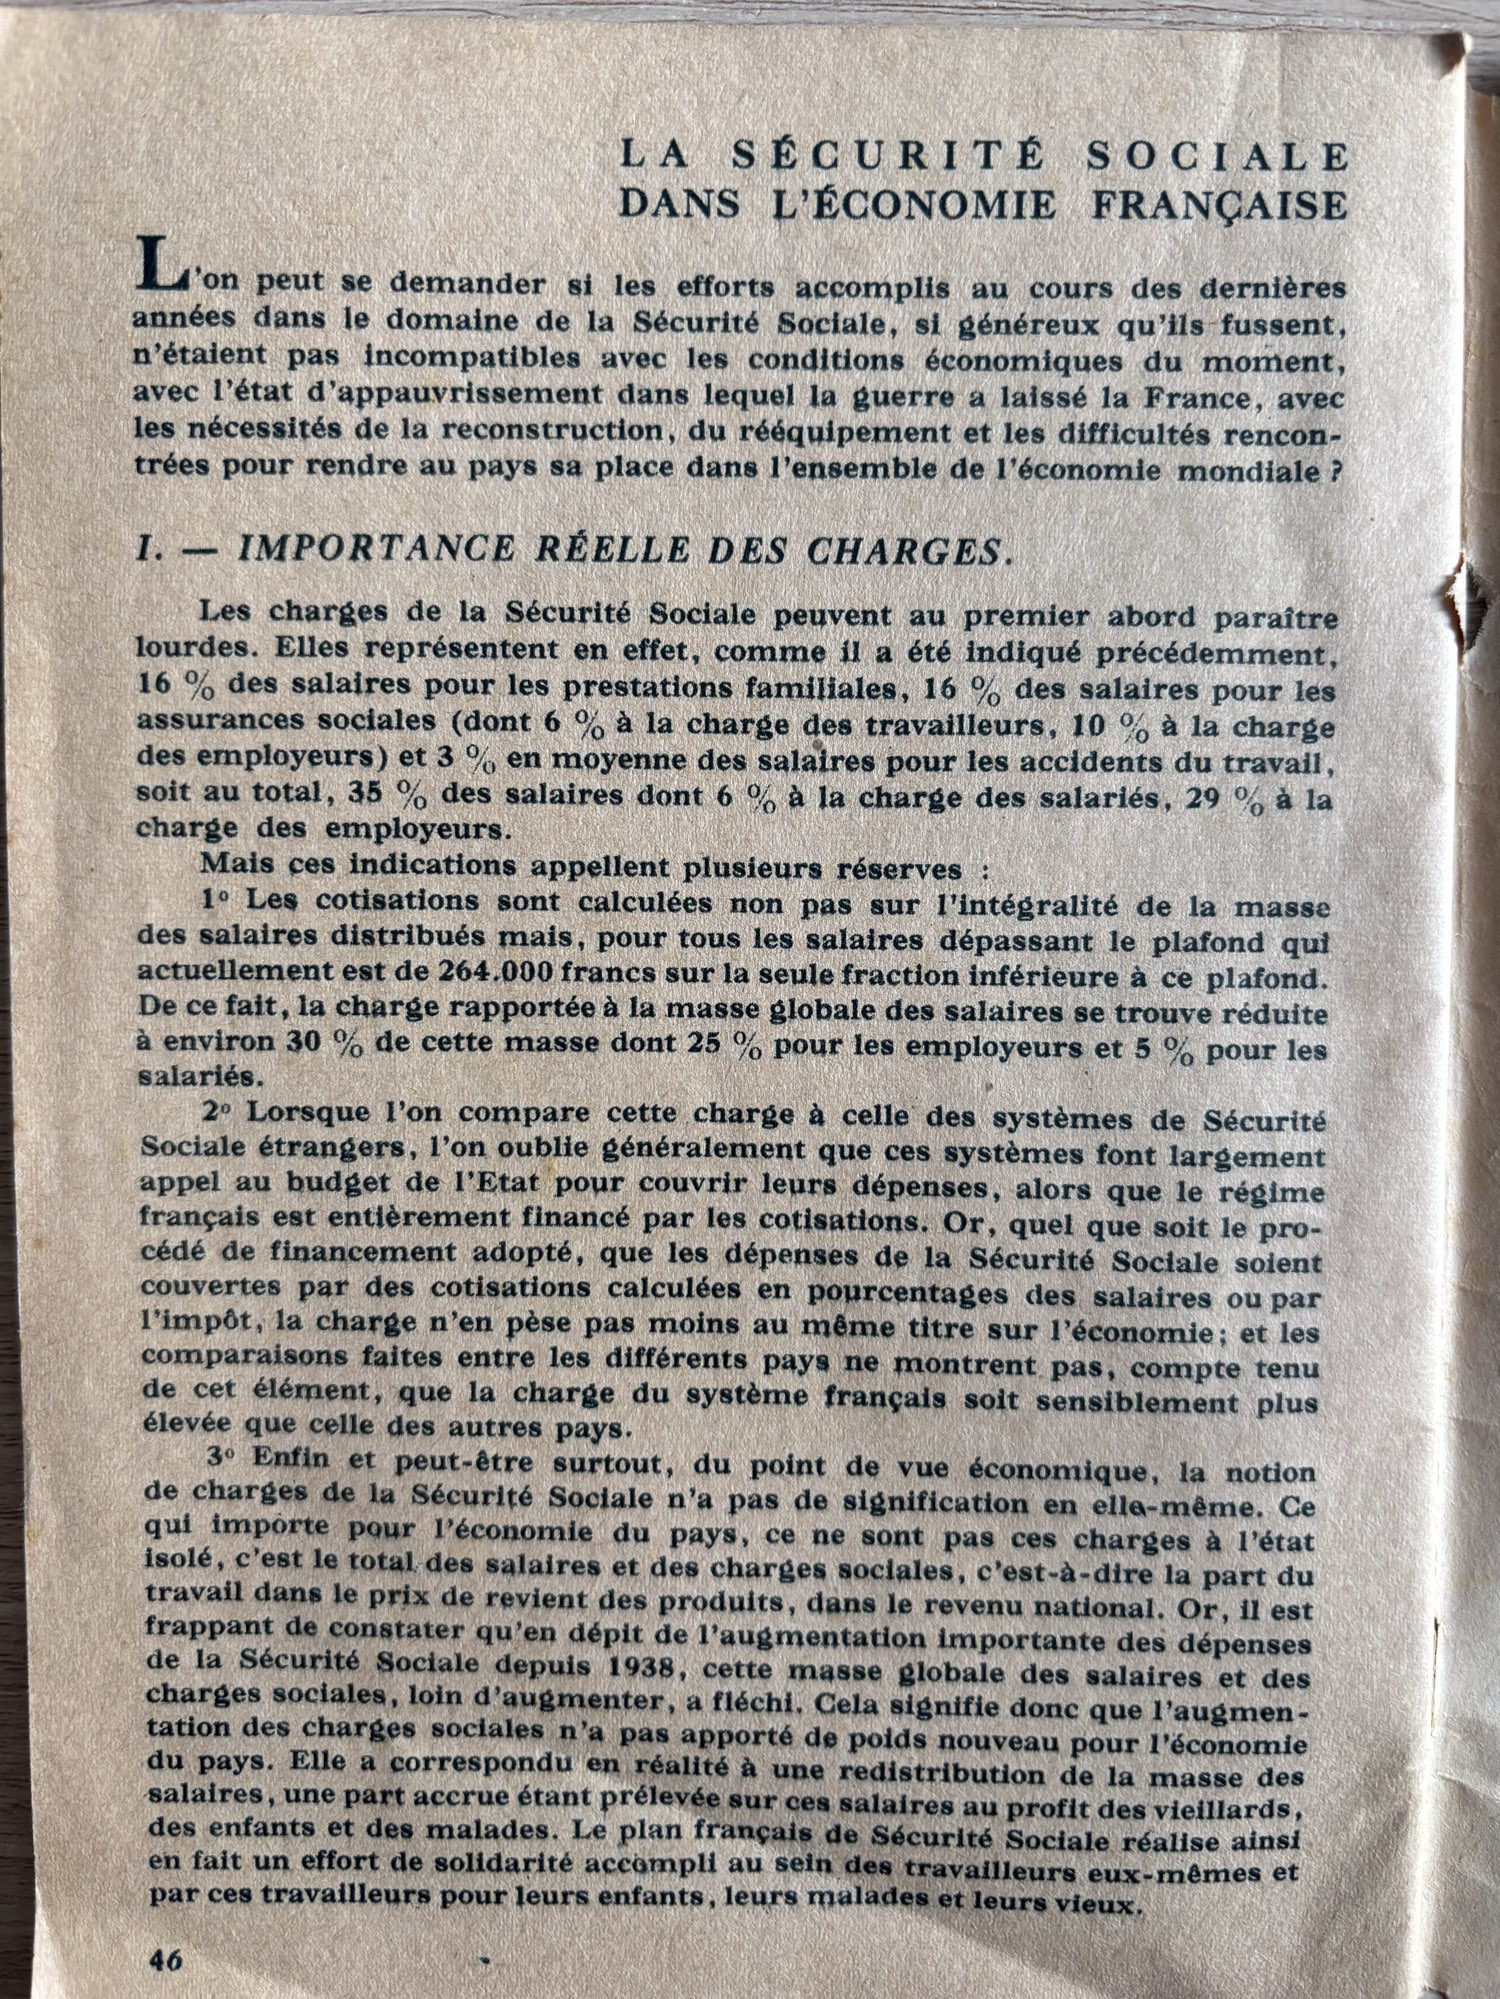 LA SÉCURITÉ SOCIALE
DANS L'ÉCONOMIE FRANÇAISE
L'on peut se demander si les efforts accomplis au cours des dernières
années dans le domaine de la Sécurité Sociale, si généreux qu'ils fussent,
n'étaient pas incompatibles avec les conditions économiques du moment,
avec l'état d'appauvrissement dans lequel la guerre a laissé la France, avec
les nécessités de la reconstruction, du rééquipement et les difficultés rencon-
trées pour rendre au pays sa place dans l'ensemble de l'économie mondiale ?
I. — IMPORTANCE RÉELLE DES CHARGES.
Les charges de la Sécurité Sociale peuvent au premier abord paraître
lourdes. Elles représentent en effet, comme il a été indiqué précédemment,
16 % des salaires pour les prestations familiales, 16 % des salaires pour les
assurances sociales (dont 6 % à la charge des travailleurs, 10 % à la charge
des employeurs) et 3 % en moyenne des salaires pour les accidents du travail,
soit au total, 35 % des salaires dont 6 % à la charge des salariés, 29 % à la
charge des employeurs.
Mais ces indications appellent plusieurs réserves :
1º Les cotisations sont calculées non pas sur l'intégralité de la masse
des salaires distribués mais, pour tous les salaires dépassant le plafond qui
actuellement est de 264.000 francs sur la seule fraction inférieure à ce plafond.
De ce fait, la charge rapportée à la masse globale des salaires se trouve réduite
à environ 30 % de cette masse dont 25 % pour les employeurs et 5 % pour les
salariés.
2º Lorsque l'on compare cette charge à celle des systèmes de Sécurité
Sociale étrangers, l'on oublie généralement que ces systèmes font largement
appel au budget de l'Etat pour couvrir leurs dépenses, alors que le régime
français est entièrement financé par les cotisations. Or, quel que soit le pro-
cédé de financement adopté, que les dépenses de la Sécurité Sociale soient
couvertes par des cotisations calculées en pourcentages des salaires ou par
l'impôt, la charge n'en pèse pas moins au même titre sur l'économie; et les
comparaisons faites entre les différents pays ne montrent pas, compte tenu
de cet élément, que la charge du système français soit sensiblement plus
élevée que celle des autres pays.
3º Enfin et peut-être surtout, du point de vue économique, la notion
de charges de la Sécurité Sociale n'a pas de signification en elle-même. Ce
qui importe pour l'économie du pays, ce ne sont pas ces charges à l'état
isolé, c'est le total des salaires et des charges sociales, c'est-à-dire la part du
travail dans le prix de revient des produits, dans le revenu national. Or, il est
frappant de constater qu'en dépit de l'augmentation importante des dépenses
de la Sécurité Sociale depuis 1938, cette masse globale des salaires et des
charges sociales, loin d'augmenter, a fléchi. Cela signifie donc que l'augmen-
tation des charges sociales n'a pas apporté de poids nouveau pour l'économie
du pays. Elle a correspondu en réalité à une redistribution de la masse des
salaires, une part accrue étant prélevée sur ces salaires au profit des vieillards,
des enfants et des malades. Le plan français de Sécurité Sociale réalise ainsi
en fait un effort de solidarité accompli au sein des travailleurs eux-mêmes et
par ces travailleurs pour leurs enfants, leurs malades et leurs vieux.
46